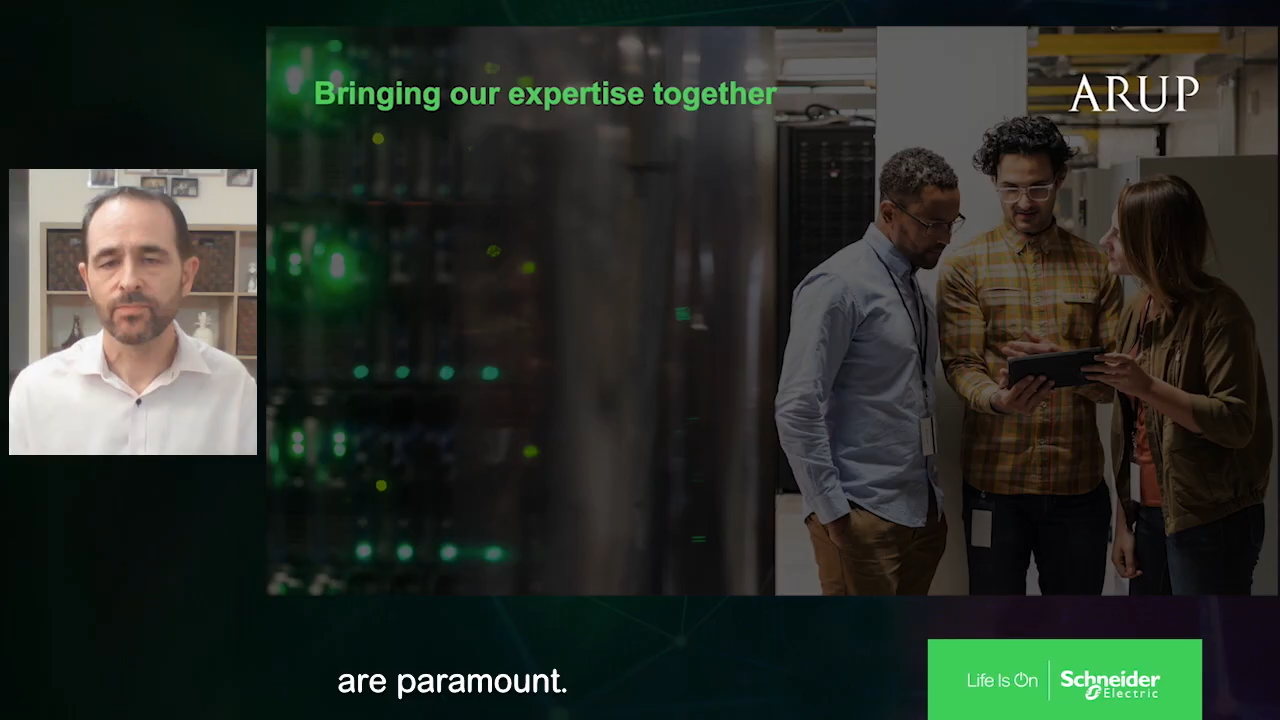 Bringing our expertise together
ARUP
are paramount.
Life Is On
Schneider
Electric